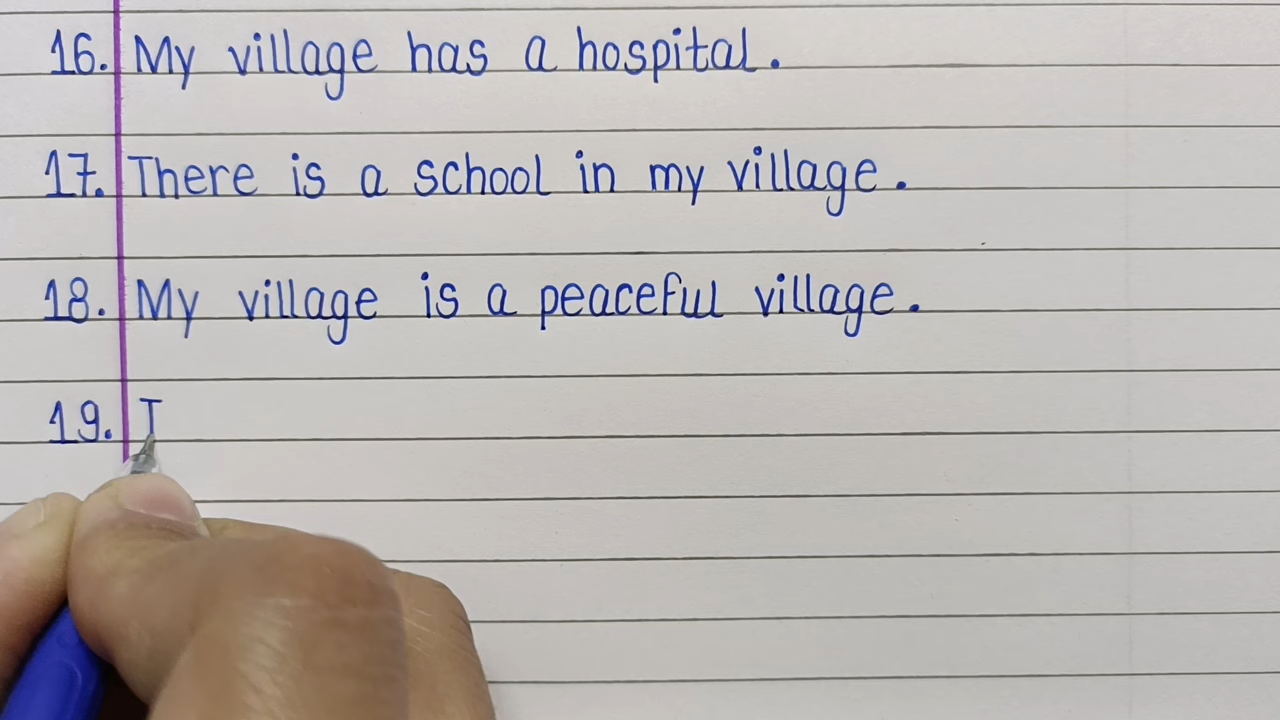 16. My village has a hospital.
17. There is a school in my village.
18. My village is a peaceful village.
19. I